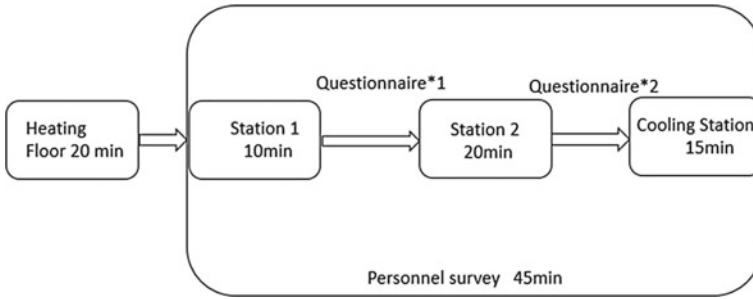 Questionnaire*1
Questionnaire*2
Heating
Floor 20 min
Station 1
10min
Station 2
20min
Cooling Station
15min
Personnel survey 45min